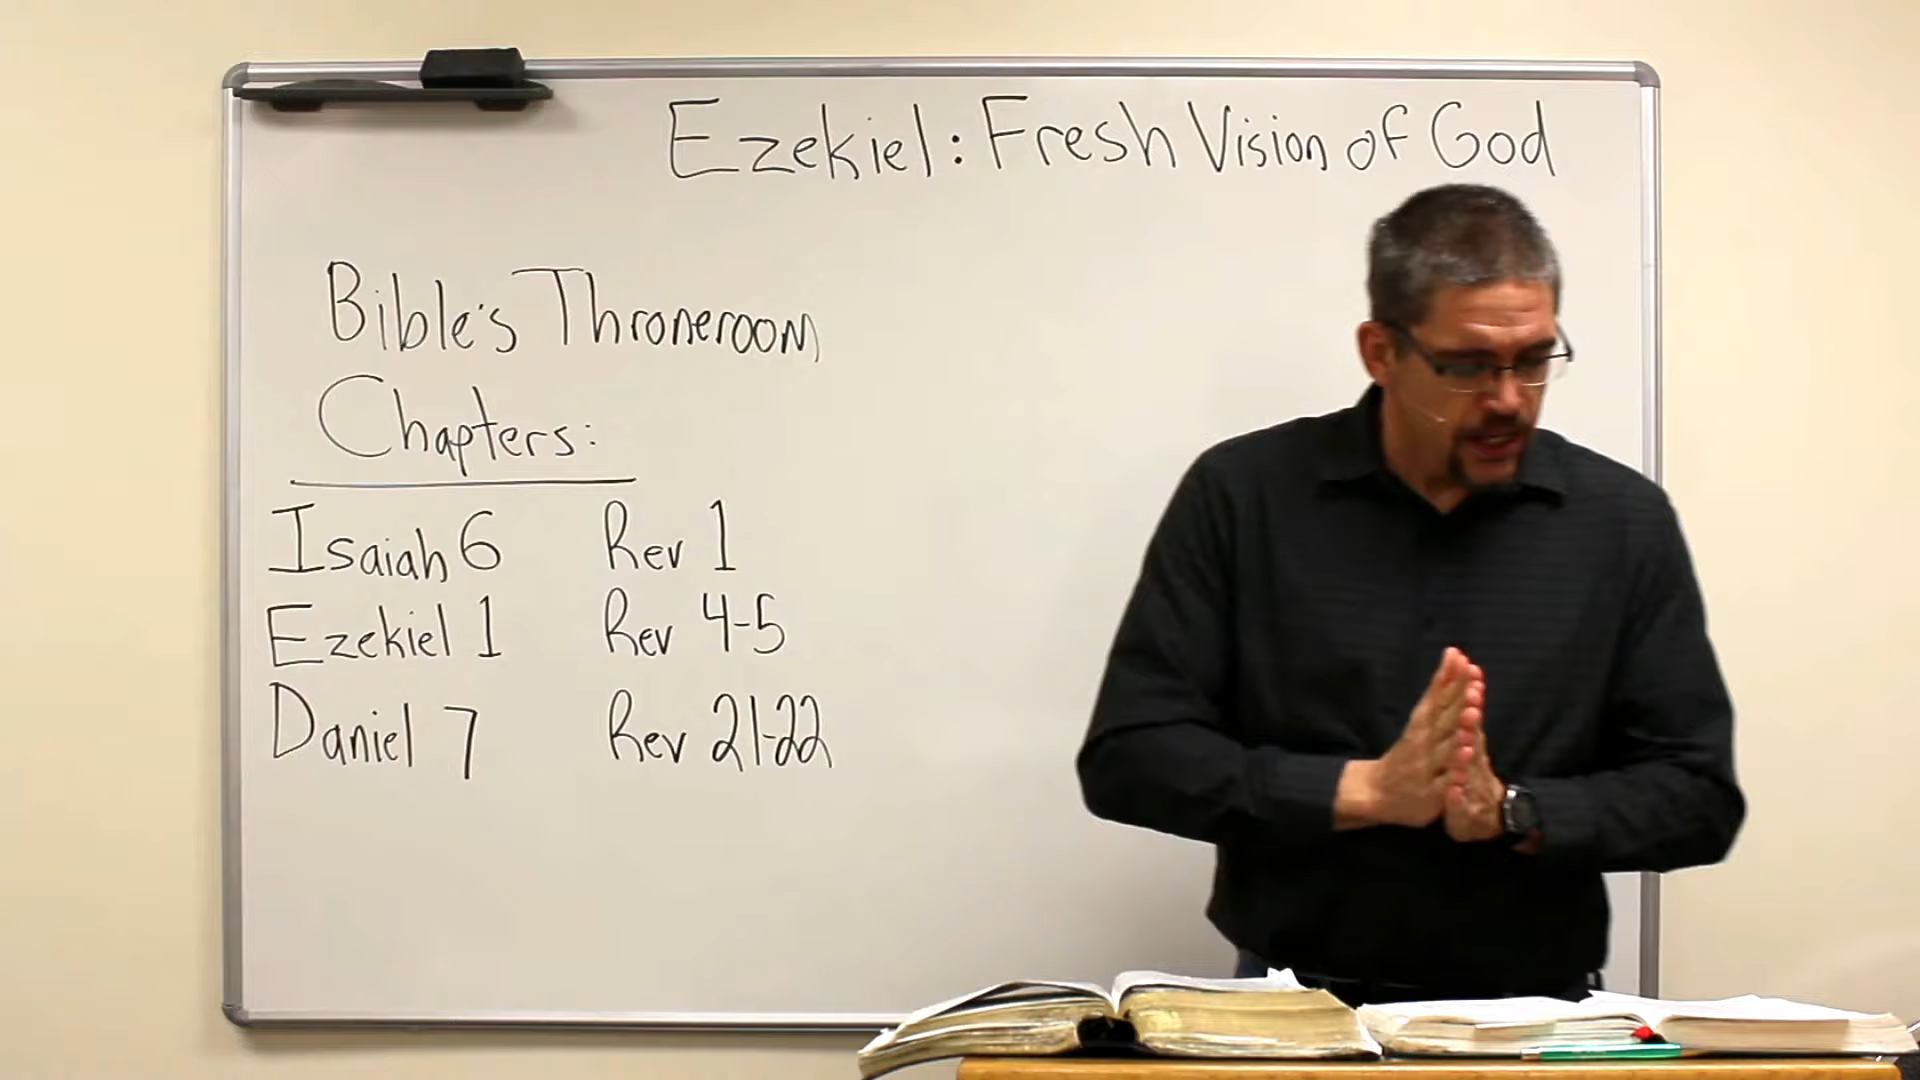 Ezekiel: Fresh Vision of God
Bible's Throneroom
Chapters:
Isaiah 6 Rev 1
Ezekiel 1 Rev 4-5
Daniel 7 Rev 21-22